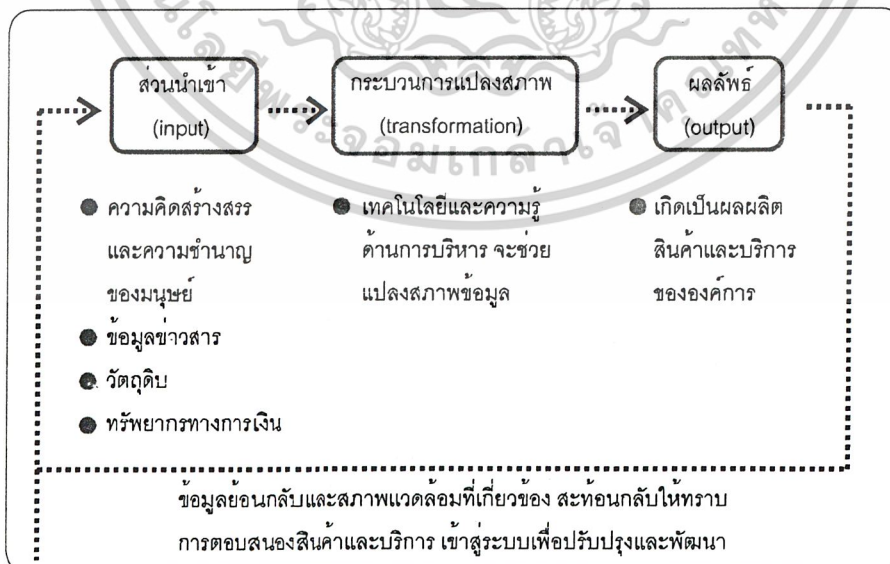 ส่วนนำเข้า
(input)
กระบวนการแปลงสภาพ
(transformation)
ผลลัพธ์
(output)
● ความคิดสร้างสรร
และความชำนาญ
ของมนุษย์
● ข้อมูลข่าวสาร
● วัตถุดิบ
● ทรัพยากรทางการเงิน
● เทคโนโลยีและความรู้
ด้านการบริหาร จะช่วย
แปลงสภาพข้อมูล
● เกิดเป็นผลผลิต
สินค้าและบริการ
ขององค์การ
ข้อมูลย้อนกลับและสภาพแวดล้อมที่เกี่ยวข้อง สะท้อนกลับให้ทราบ
การตอบสนองสินค้าและบริการ เข้าสู่ระบบเพื่อปรับปรุงและพัฒนา